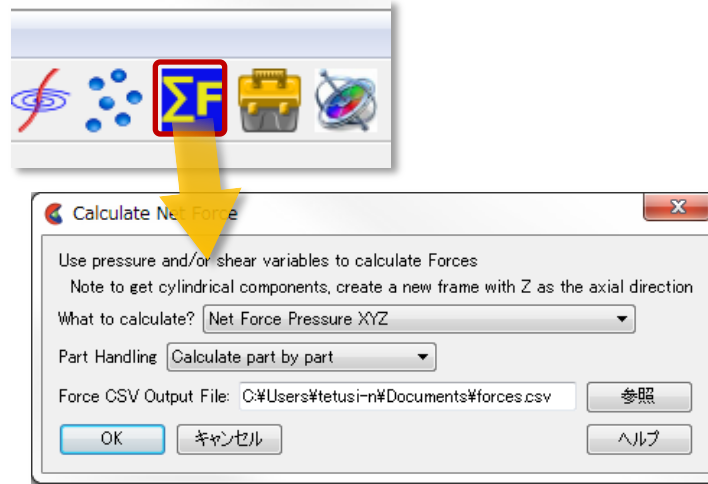 ΣF
Calculate Net Force
Use pressure and/or shear variables to calculate Forces
Note to get cylindrical components, create a new frame with Z as the axial direction
What to calculate? Net Force Pressure XYZ
Part Handling Calculate part by part
Force CSV Output File: C:¥Users¥tetusi-n¥Documents¥forces.csv 参照
OK キャンセル ヘルプ